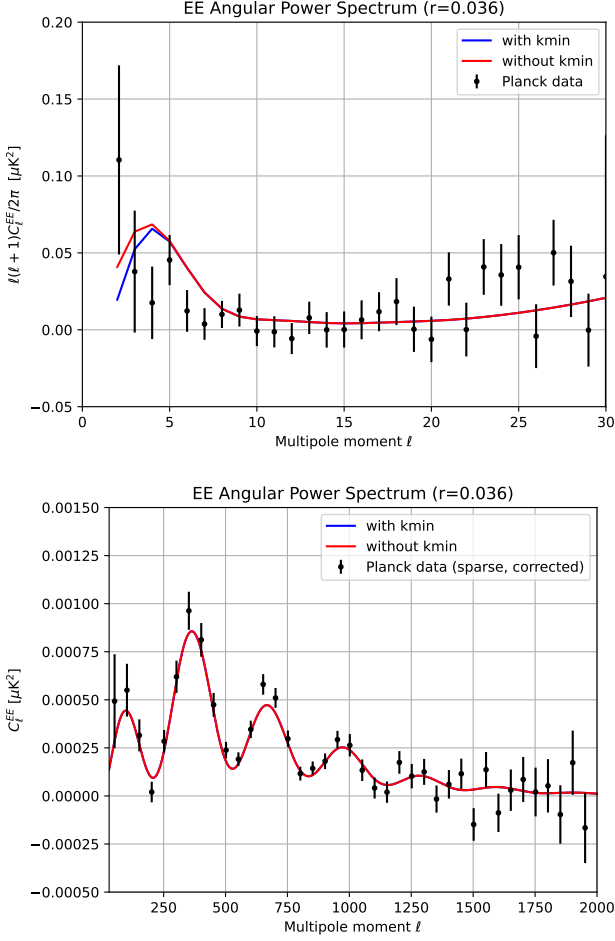 EE Angular Power Spectrum (r=0.036)
0.20
0.15
0.10
0.05
0.00
−0.05
ℓ(ℓ + 1)C_ℓ^{EE}/2π [μK²]
with kmin
without kmin
Planck data
0 5 10 15 20 25 30
Multipole moment ℓ
EE Angular Power Spectrum (r=0.036)
0.00150
0.00125
0.00100
0.00075
0.00050
0.00025
0.00000
−0.00025
−0.00050
C_ℓ^{EE} [μK²]
with kmin
without kmin
Planck data (sparse, corrected)
250 500 750 1000 1250 1500 1750 2000
Multipole moment ℓ